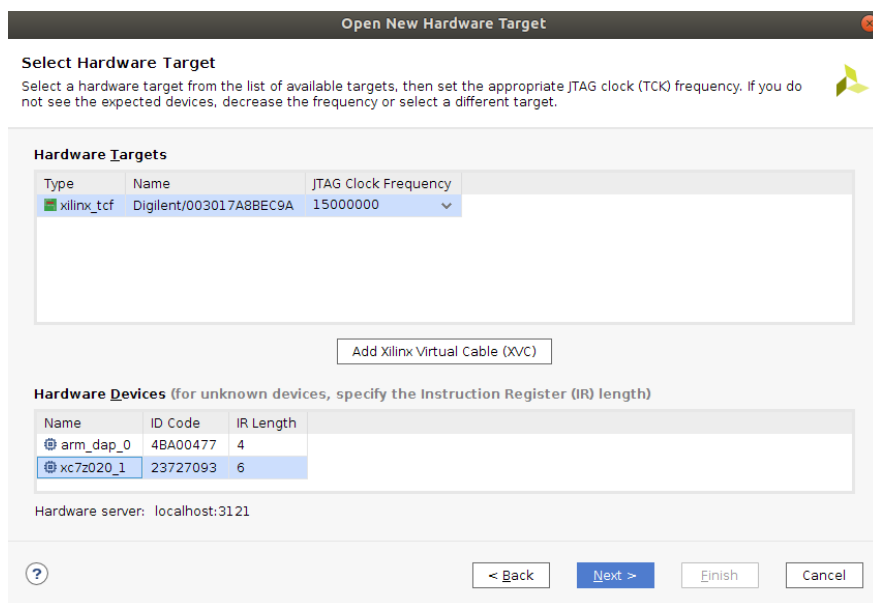 Open New Hardware Target
Select Hardware Target
Select a hardware target from the list of available targets, then set the appropriate JTAG clock (TCK) frequency. If you do
not see the expected devices, decrease the frequency or select a different target.
Hardware Targets
Type Name JTAG Clock Frequency
xilinx_tcf Digilent/003017A8BEC9A 15000000
Add Xilinx Virtual Cable (XVC)
Hardware Devices (for unknown devices, specify the Instruction Register (IR) length)
Name ID Code IR Length
arm_dap_0 4BA00477 4
xc7z020_1 23727093 6
Hardware server: localhost:3121
? < Back Next > Finish Cancel